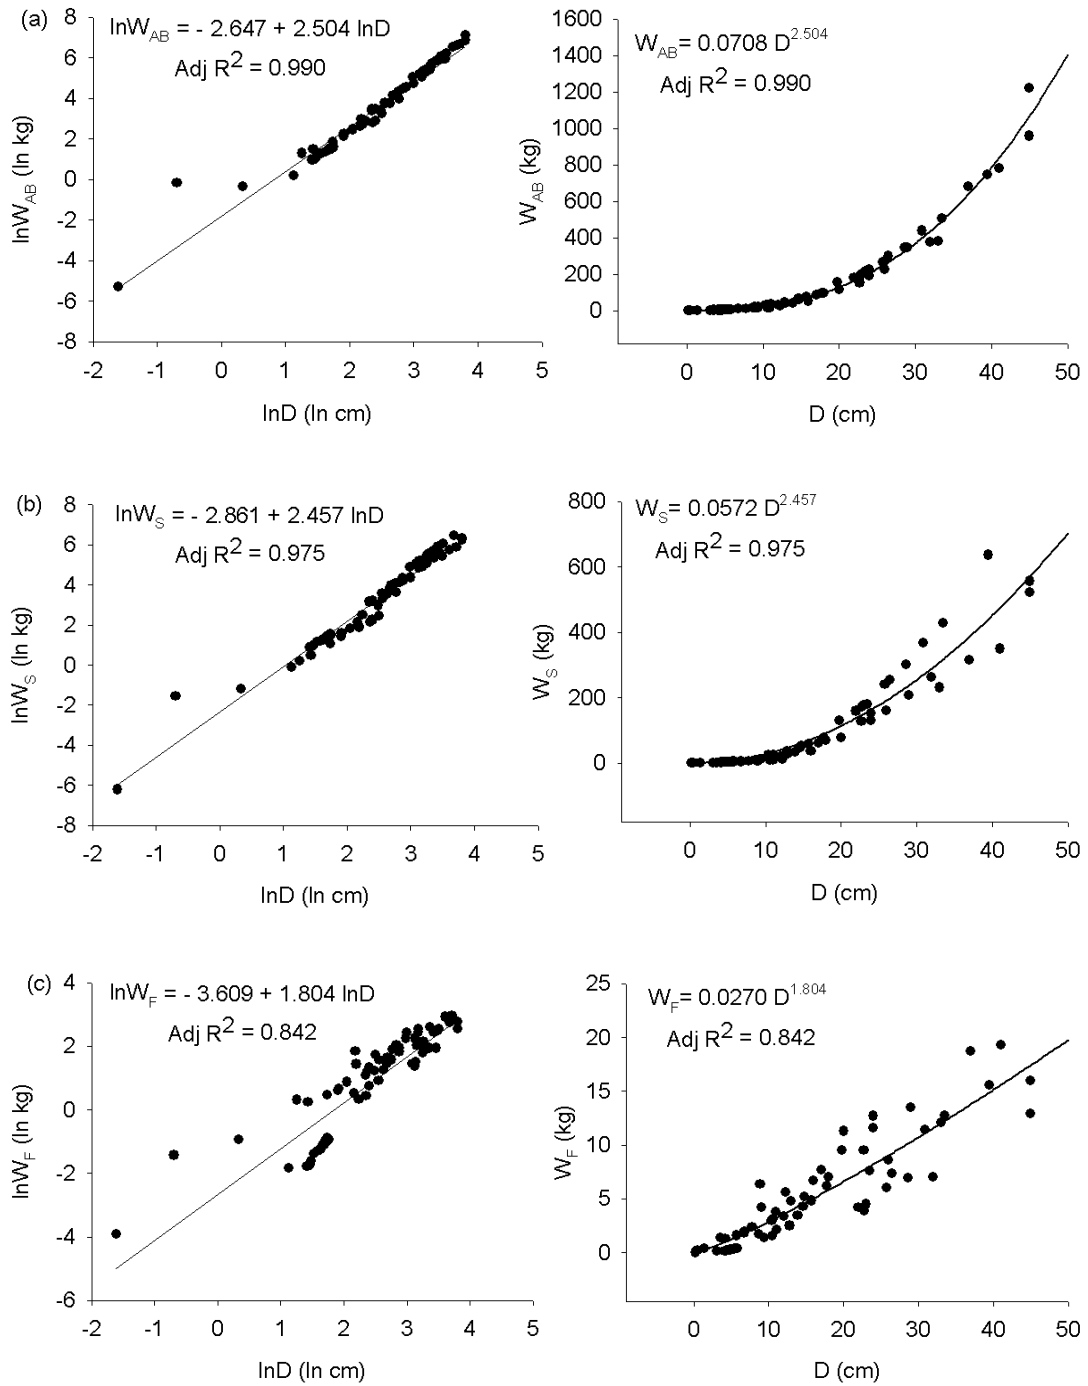 (a)
lnW_AB = - 2.647 + 2.504 lnD
Adj R² = 0.990
8
6
4
2
0
-2
-4
-6
-8
lnW_AB (ln kg)
-2 -1 0 1 2 3 4 5
lnD (ln cm)
W_AB= 0.0708 D^2.504
Adj R² = 0.990
1600
1400
1200
1000
800
600
400
200
0
W_AB (kg)
0 10 20 30 40 50
D (cm)
(b)
lnW_S = - 2.861 + 2.457 lnD
Adj R² = 0.975
8
6
4
2
0
-2
-4
-6
-8
lnW_S (ln kg)
-2 -1 0 1 2 3 4 5
lnD (ln cm)
W_S= 0.0572 D^2.457
Adj R² = 0.975
800
600
400
200
0
W_S (kg)
0 10 20 30 40 50
D (cm)
(c)
lnW_F = - 3.609 + 1.804 lnD
Adj R² = 0.842
4
2
0
-2
-4
-6
lnW_F (ln kg)
-2 -1 0 1 2 3 4 5
lnD (ln cm)
W_F= 0.0270 D^1.804
Adj R² = 0.842
25
20
15
10
5
0
W_F (kg)
0 10 20 30 40 50
D (cm)